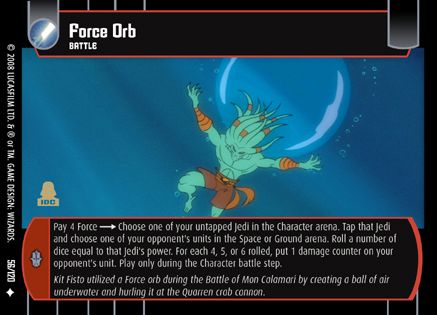 Force Orb
BATTLE
© 2008 LUCASFILM LTD. & ® or TM. GAME DESIGN: WIZARDS.
56/120
IDC
Pay 4 Force → Choose one of your untapped Jedi in the Character arena. Tap that Jedi
and choose one of your opponent's units in the Space or Ground arena. Roll a number of
dice equal to that Jedi's power. For each 4, 5, or 6 rolled, put 1 damage counter on your
opponent's unit. Play only during the Character battle step.
Kit Fisto utilized a Force orb during the Battle of Mon Calamari by creating a ball of air
underwater and hurling it at the Quarren crab cannon.